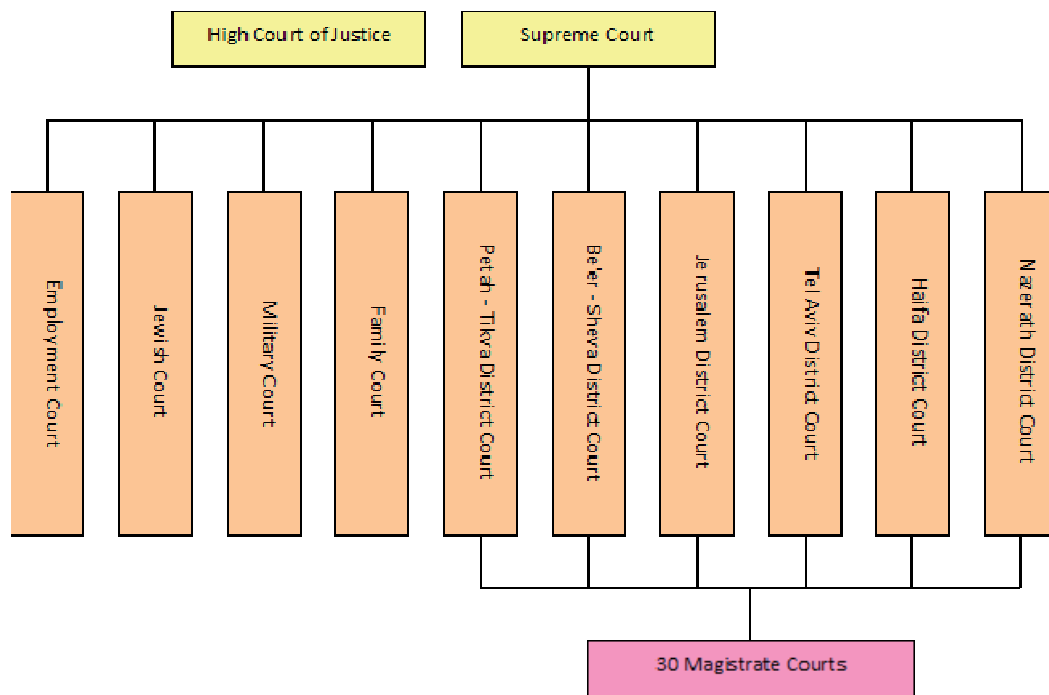 High Court of Justice
Supreme Court
Employment Court
Jewish Court
Military Court
Family Court
Petah - Tikva District Court
Be'er - Sheva District Court
Jerusalem District Court
Tel Aviv District Court
Haifa District Court
Nazerath District Court
30 Magistrate Courts